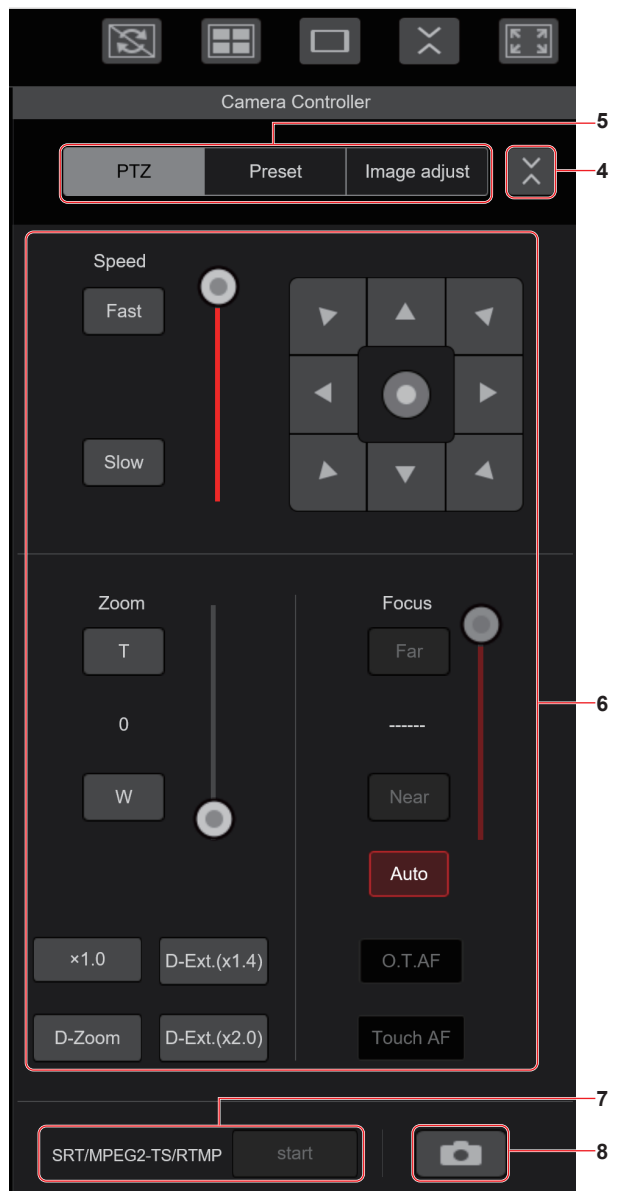 Camera Controller
5
PTZ Preset Image adjust
4
Speed
Fast
Slow
Zoom Focus
T Far
6
0 ------
W Near
Auto
×1.0 D-Ext.(x1.4) O.T.AF
D-Zoom D-Ext.(x2.0) Touch AF
7
SRT/MPEG2-TS/RTMP start
8